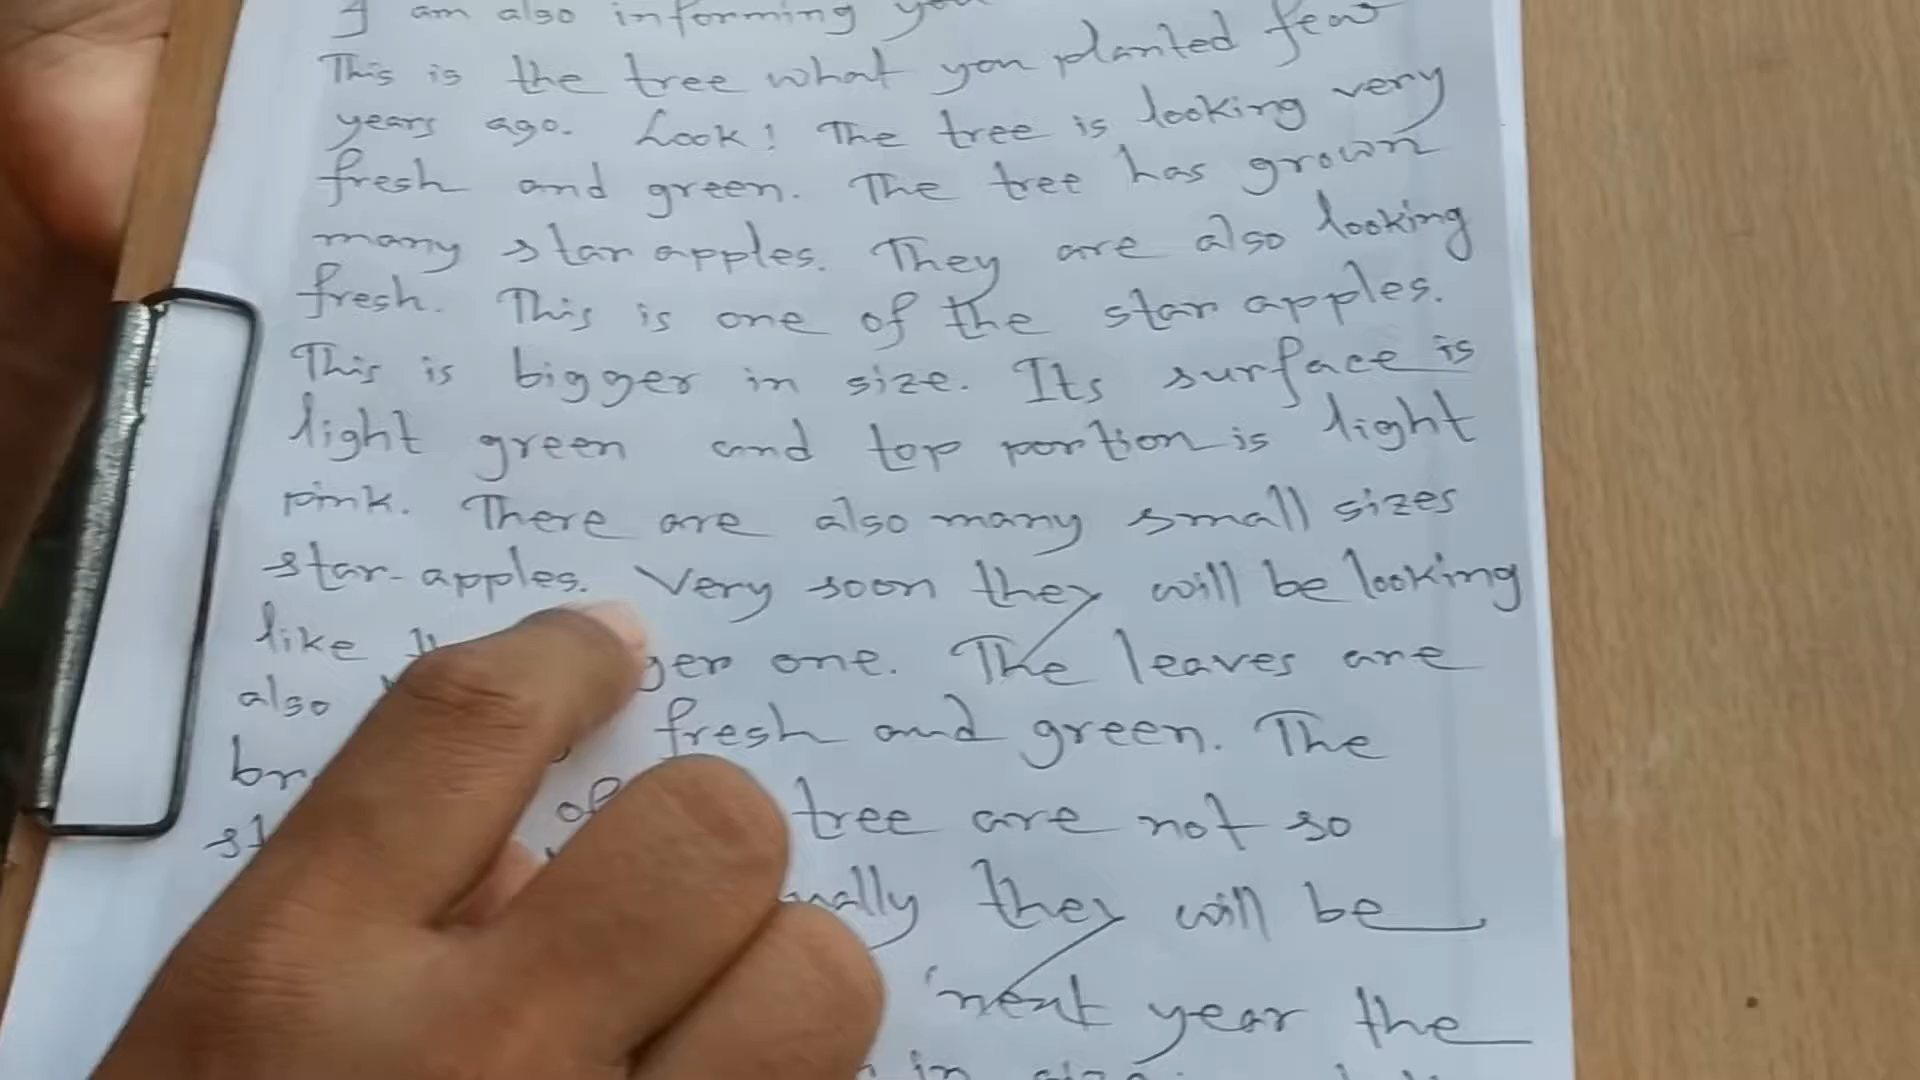 I am also informing you
This is the tree what you planted few
years ago. Look! The tree is looking very
fresh and green. The tree has grown
many star apples. They are also looking
fresh. This is one of the star apples.
This is bigger in size. Its surface is
light green and top portion is light
pink. There are also many small sizes
star-apples. Very soon they will be looking
like one. The leaves are
also fresh and green. The
of tree are not so
they will be
next year the
in size